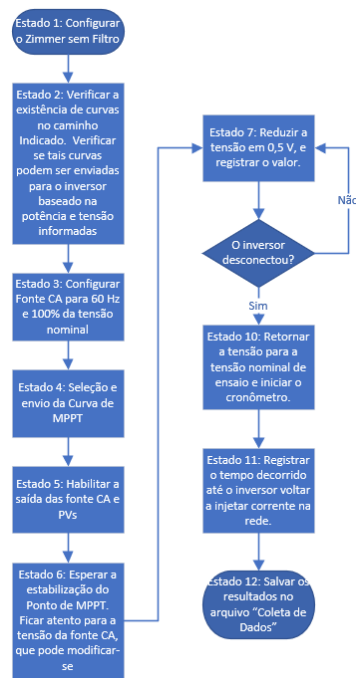 Estado 1: Configurar
o Zimmer sem Filtro
Estado 2: Verificar a
existência de curvas
no caminho
Indicado. Verificar
se tais curvas
podem ser enviadas
para o inversor
baseado na
potência e tensão
informadas
Estado 3: Configurar
Fonte CA para 60 Hz
e 100% da tensão
nominal
Estado 4: Seleção e
envio da Curva de
MPPT
Estado 5: Habilitar a
saída das fonte CA e
PVs
Estado 6: Esperar a
estabilização do
Ponto de MPPT.
Ficar atento para a
tensão da fonte CA,
que pode modificar-
se
Estado 7: Reduzir a
tensão em 0,5 V, e
registrar o valor.
Não
O inversor
desconectou?
Sim
Estado 10: Retornar
a tensão para a
tensão nominal de
ensaio e iniciar o
cronômetro.
Estado 11: Registrar
o tempo decorrido
até o inversor voltar
a injetar corrente na
rede.
Estado 12: Salvar os
resultados no
arquivo “Coleta de
Dados”